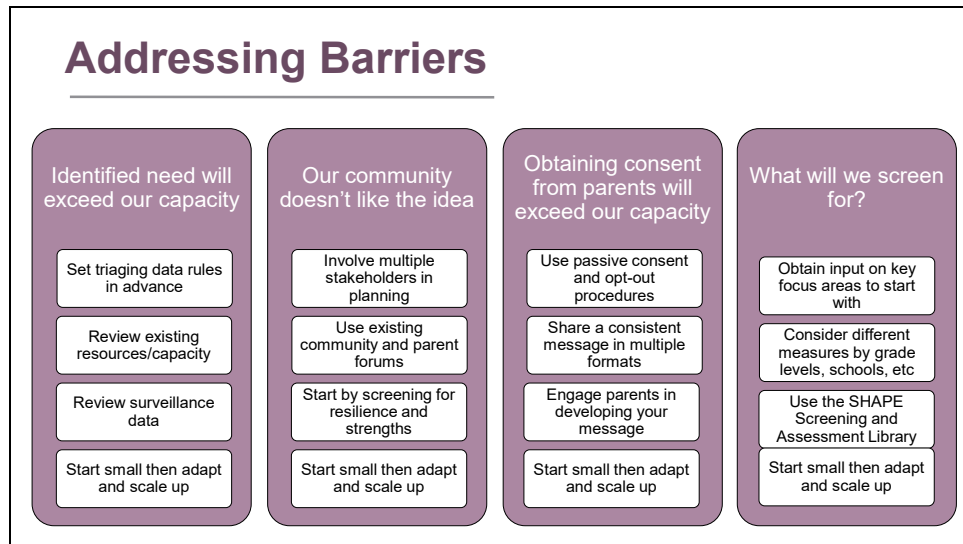 Addressing Barriers
Identified need will
exceed our capacity
Set triaging data rules
in advance
Review existing
resources/capacity
Review surveillance
data
Start small then adapt
and scale up
Our community
doesn’t like the idea
Involve multiple
stakeholders in
planning
Use existing
community and parent
forums
Start by screening for
resilience and
strengths
Start small then adapt
and scale up
Obtaining consent
from parents will
exceed our capacity
Use passive consent
and opt-out
procedures
Share a consistent
message in multiple
formats
Engage parents in
developing your
message
Start small then adapt
and scale up
What will we screen
for?
Obtain input on key
focus areas to start
with
Consider different
measures by grade
levels, schools, etc
Use the SHAPE
Screening and
Assessment Library
Start small then adapt
and scale up